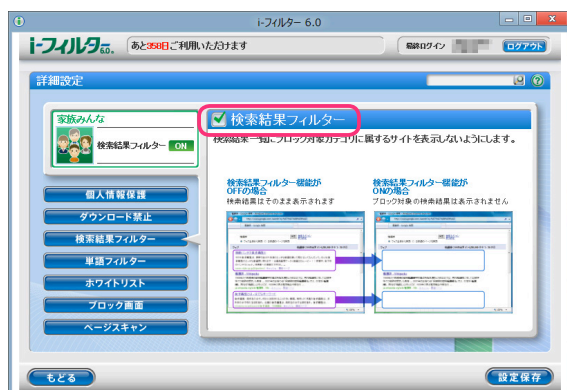 i-フィルター 6.0
i-フィルター6.0. あと358日ご利用いただけます 最終ログイン ログアウト
詳細設定
家族みんな
検索結果フィルター ON
検索結果フィルター
検索結果一覧にブロック対象カテゴリに属するサイトを表示しないようにします。
検索結果フィルター機能が
OFFの場合
検索結果はそのまま表示されます
検索結果フィルター機能が
ONの場合
ブロック対象の検索結果は表示されません
個人情報保護
ダウンロード禁止
検索結果フィルター
単語フィルター
ホワイトリスト
ブロック画面
ページスキャン
もどる
設定保存